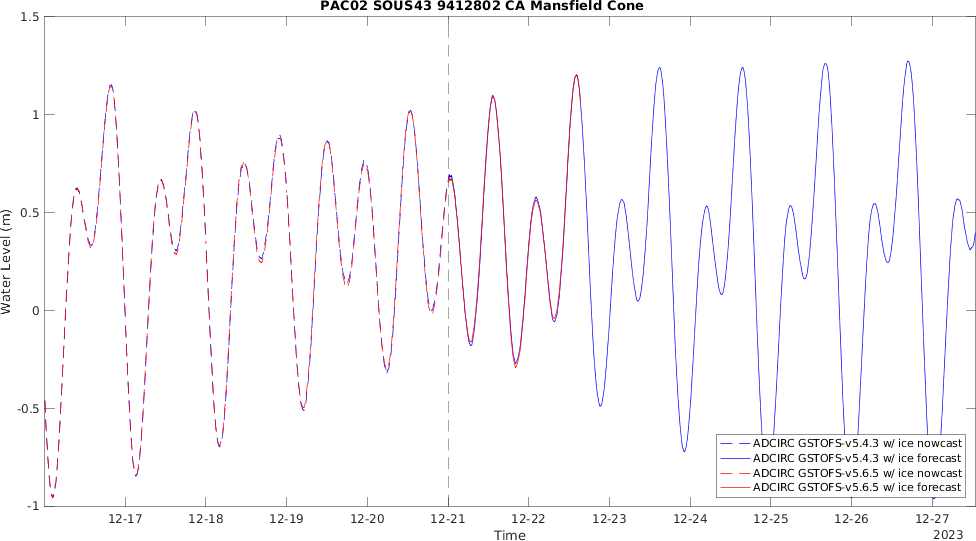 PAC02 SOUS43 9412802 CA Mansfield Cone
1.5
1
0.5
0
-0.5
-1
Water Level (m)
12-17
12-18
12-19
12-20
12-21
12-22
12-23
12-24
12-25
12-26
12-27
Time
2023
ADCIRC GSTOFS-v5.4.3 w/ ice nowcast
ADCIRC GSTOFS-v5.4.3 w/ ice forecast
ADCIRC GSTOFS-v5.6.5 w/ ice nowcast
ADCIRC GSTOFS-v5.6.5 w/ ice forecast